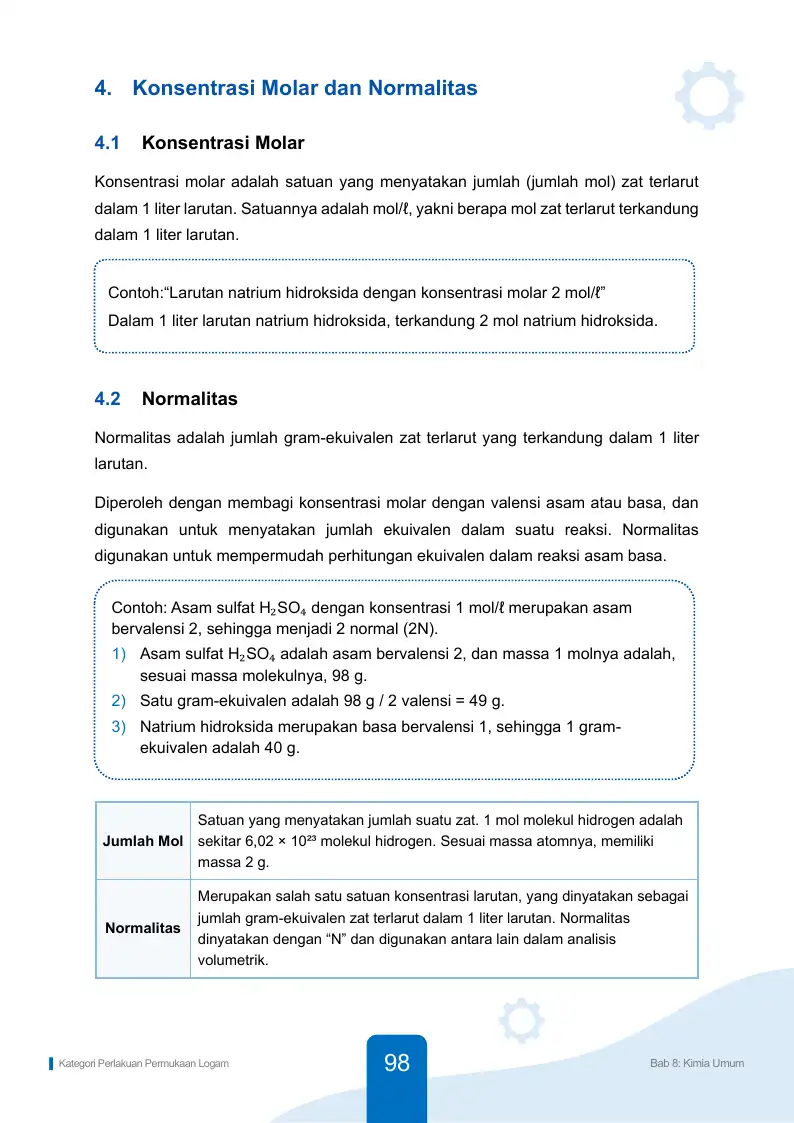 4. Konsentrasi Molar dan Normalitas
4.1 Konsentrasi Molar
Konsentrasi molar adalah satuan yang menyatakan jumlah (jumlah mol) zat terlarut
dalam 1 liter larutan. Satuannya adalah mol/ℓ, yakni berapa mol zat terlarut terkandung
dalam 1 liter larutan.
Contoh:“Larutan natrium hidroksida dengan konsentrasi molar 2 mol/ℓ”
Dalam 1 liter larutan natrium hidroksida, terkandung 2 mol natrium hidroksida.
4.2 Normalitas
Normalitas adalah jumlah gram-ekuivalen zat terlarut yang terkandung dalam 1 liter
larutan.
Diperoleh dengan membagi konsentrasi molar dengan valensi asam atau basa, dan
digunakan untuk menyatakan jumlah ekuivalen dalam suatu reaksi. Normalitas
digunakan untuk mempermudah perhitungan ekuivalen dalam reaksi asam basa.
Contoh: Asam sulfat H₂SO₄ dengan konsentrasi 1 mol/ℓ merupakan asam
bervalensi 2, sehingga menjadi 2 normal (2N).
1) Asam sulfat H₂SO₄ adalah asam bervalensi 2, dan massa 1 molnya adalah,
sesuai massa molekulnya, 98 g.
2) Satu gram-ekuivalen adalah 98 g / 2 valensi = 49 g.
3) Natrium hidroksida merupakan basa bervalensi 1, sehingga 1 gram-
ekuivalen adalah 40 g.
Jumlah Mol
Satuan yang menyatakan jumlah suatu zat. 1 mol molekul hidrogen adalah
sekitar 6,02 × 10²³ molekul hidrogen. Sesuai massa atomnya, memiliki
massa 2 g.
Normalitas
Merupakan salah satu satuan konsentrasi larutan, yang dinyatakan sebagai
jumlah gram-ekuivalen zat terlarut dalam 1 liter larutan. Normalitas
dinyatakan dengan “N” dan digunakan antara lain dalam analisis
volumetrik.
Kategori Perlakuan Permukaan Logam
98
Bab 8: Kimia Umum